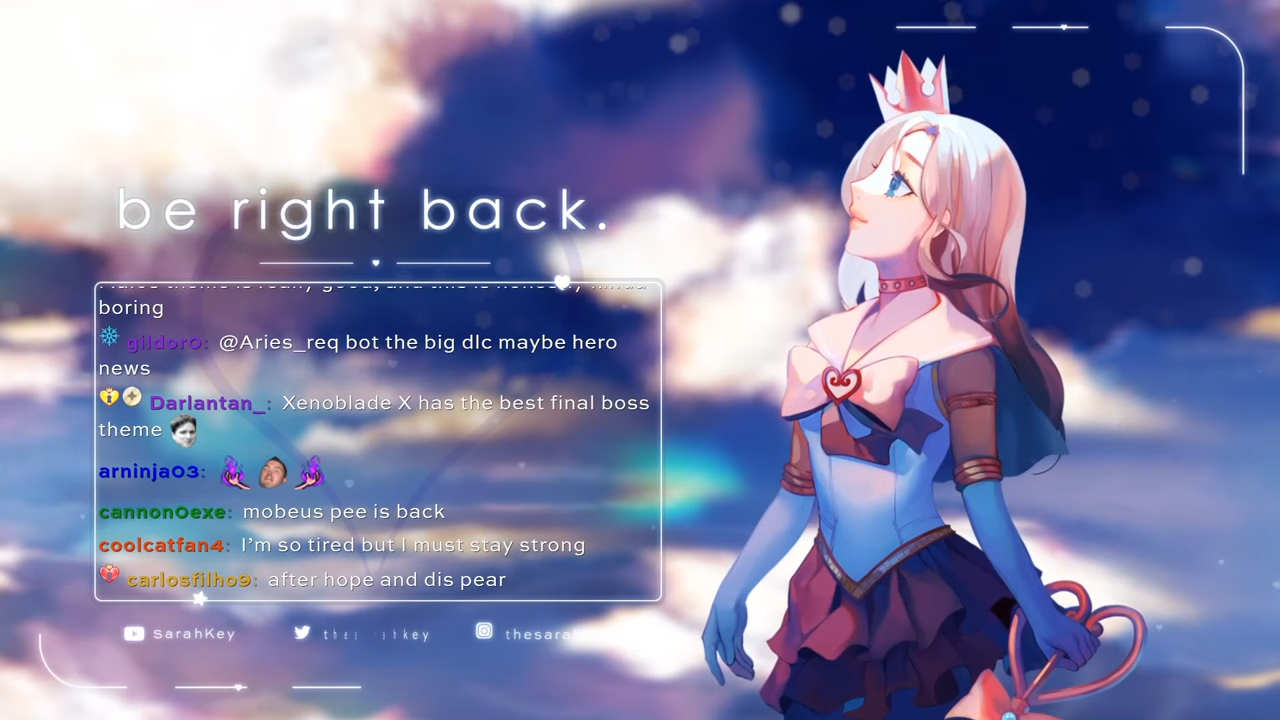 be right back.
boring
gildor0: @Aries_req bot the big dlc maybe hero
news
Darlantan_: Xenoblade X has the best final boss
theme
arninja03:
cannon0exe: mobeus pee is back
coolcatfan4: I'm so tired but I must stay strong
carlosfilho9: after hope and dis pear
SarahKey